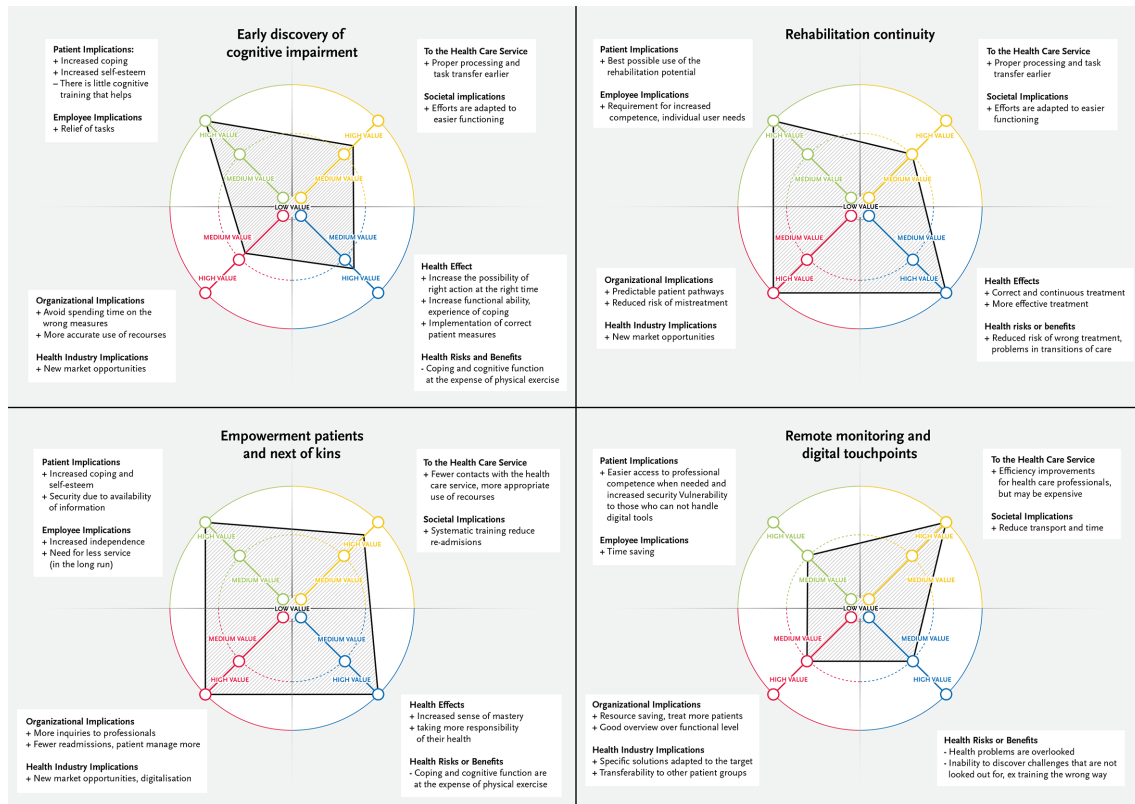 Early discovery of
cognitive impairment
Patient Implications:
+ Increased coping
+ Increased self-esteem
– There is little cognitive
training that helps
Employee Implications
+ Relief of tasks
To the Health Care Service
+ Proper processing and
task transfer earlier
Societal implications
+ Efforts are adapted to
easier functioning
HIGH VALUE
HIGH VALUE
MEDIUM VALUE
MEDIUM VALUE
LOW VALUE
MEDIUM VALUE
MEDIUM VALUE
HIGH VALUE
HIGH VALUE
Organizational Implications
+ Avoid spending time on the
wrong measures
+ More accurate use of recourses
Health Industry Implications
+ New market opportunities
Health Effect
+ Increase the possibility of
right action at the right time
+ Increase functional ability,
experience of coping
+ Implementation of correct
patient measures
Health Risks and Benefits
- Coping and cognitive function
at the expense of physical exercise
Rehabilitation continuity
Patient Implications
+ Best possible use of the
rehabilitation potential
Employee Implications
+ Requirement for increased
competence, individual user needs
To the Health Care Service
+ Proper processing and task
transfer earlier
Societal Implications
+ Efforts are adapted to easier
functioning
HIGH VALUE
HIGH VALUE
MEDIUM VALUE
MEDIUM VALUE
LOW VALUE
MEDIUM VALUE
MEDIUM VALUE
HIGH VALUE
HIGH VALUE
Organizational Implications
+ Predictable patient pathways
+ Reduced risk of mistreatment
Health Industry Implications
+ New market opportunities
Health Effects
+ Correct and continuous treatment
+ More effective treatment
Health risks or benefits
+ Reduced risk of wrong treatment,
problems in transitions of care
Empowerment patients
and next of kins
Patient Implications
+ Increased coping and
self-esteem
+ Security due to availability
of information
Employee Implications
+ Increased independence
+ Need for less service
(in the long run)
To the Health Care Service
+ Fewer contacts with the health
care service, more appropriate
use of recourses
Societal Implications
+ Systematic training reduce
re-admisions
HIGH VALUE
HIGH VALUE
MEDIUM VALUE
MEDIUM VALUE
LOW VALUE
MEDIUM VALUE
MEDIUM VALUE
HIGH VALUE
HIGH VALUE
Organizational Implications
+ More inquiries to professionals
+ Fewer readmissions, patient manage more
Health Industry Implications
+ New market opportunities, digitalisation
Health Effects
+ Increased sense of mastery
+ taking more responsibility
of their health
Health Risks or Benefits
- Coping and cognitive function are
at the expense of physical exercise
Remote monitoring and
digital touchpoints
Patient Implications
+ Easier access to professional
competence when needed and
increased security Vulnerability
to those who can not handle
digital tools
Employee Implications
+ Time saving
To the Health Care Service
+ Efficiency improvements
for health care professionals,
but may be expensive
Societal Implications
+ Reduce transport and time
HIGH VALUE
HIGH VALUE
MEDIUM VALUE
MEDIUM VALUE
LOW VALUE
MEDIUM VALUE
MEDIUM VALUE
HIGH VALUE
HIGH VALUE
Organizational Implications
+ Resource saving, treat more patients
+ Good overview over functional level
Health Industry Implications
+ Specific solutions adapted to the target
+ Transferability to other patient groups
Health Risks or Benefits
- Health problems are overlooked
- Inability to discover challenges that are not
looked out for, ex training the wrong way